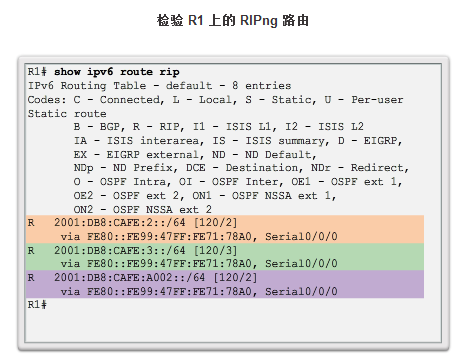 检验 R1 上的 RIPng 路由
R1# show ipv6 route rip
IPv6 Routing Table - default - 8 entries
Codes: C - Connected, L - Local, S - Static, U - Per-user
Static route
B - BGP, R - RIP, I1 - ISIS L1, I2 - ISIS L2
IA - ISIS interarea, IS - ISIS summary, D - EIGRP,
EX - EIGRP external, ND - ND Default,
NDp - ND Prefix, DCE - Destination, NDr - Redirect,
O - OSPF Intra, OI - OSPF Inter, OE1 - OSPF ext 1,
OE2 - OSPF ext 2, ON1 - OSPF NSSA ext 1,
ON2 - OSPF NSSA ext 2
R 2001:DB8:CAFE:2::/64 [120/2]
via FE80::FE99:47FF:FE71:78A0, Serial0/0/0
R 2001:DB8:CAFE:3::/64 [120/3]
via FE80::FE99:47FF:FE71:78A0, Serial0/0/0
R 2001:DB8:CAFE:A002::/64 [120/2]
via FE80::FE99:47FF:FE71:78A0, Serial0/0/0
R1#